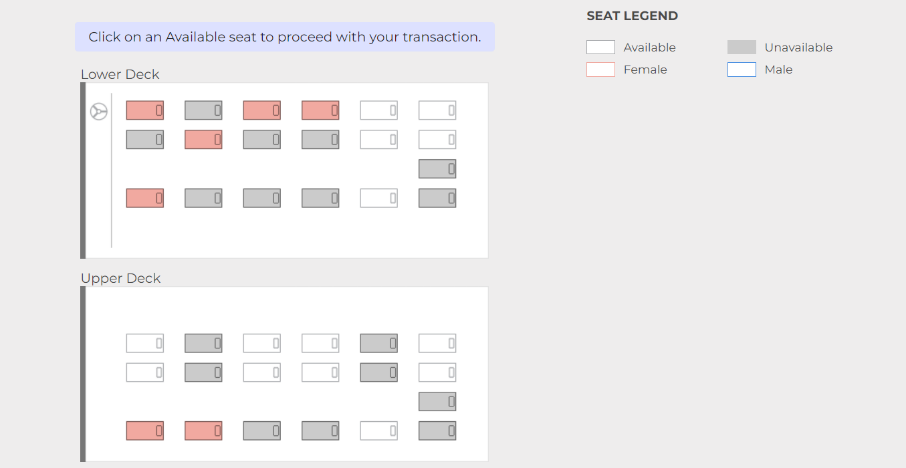 Click on an Available seat to proceed with your transaction.
SEAT LEGEND
Available
Unavailable
Female
Male
Lower Deck
Upper Deck